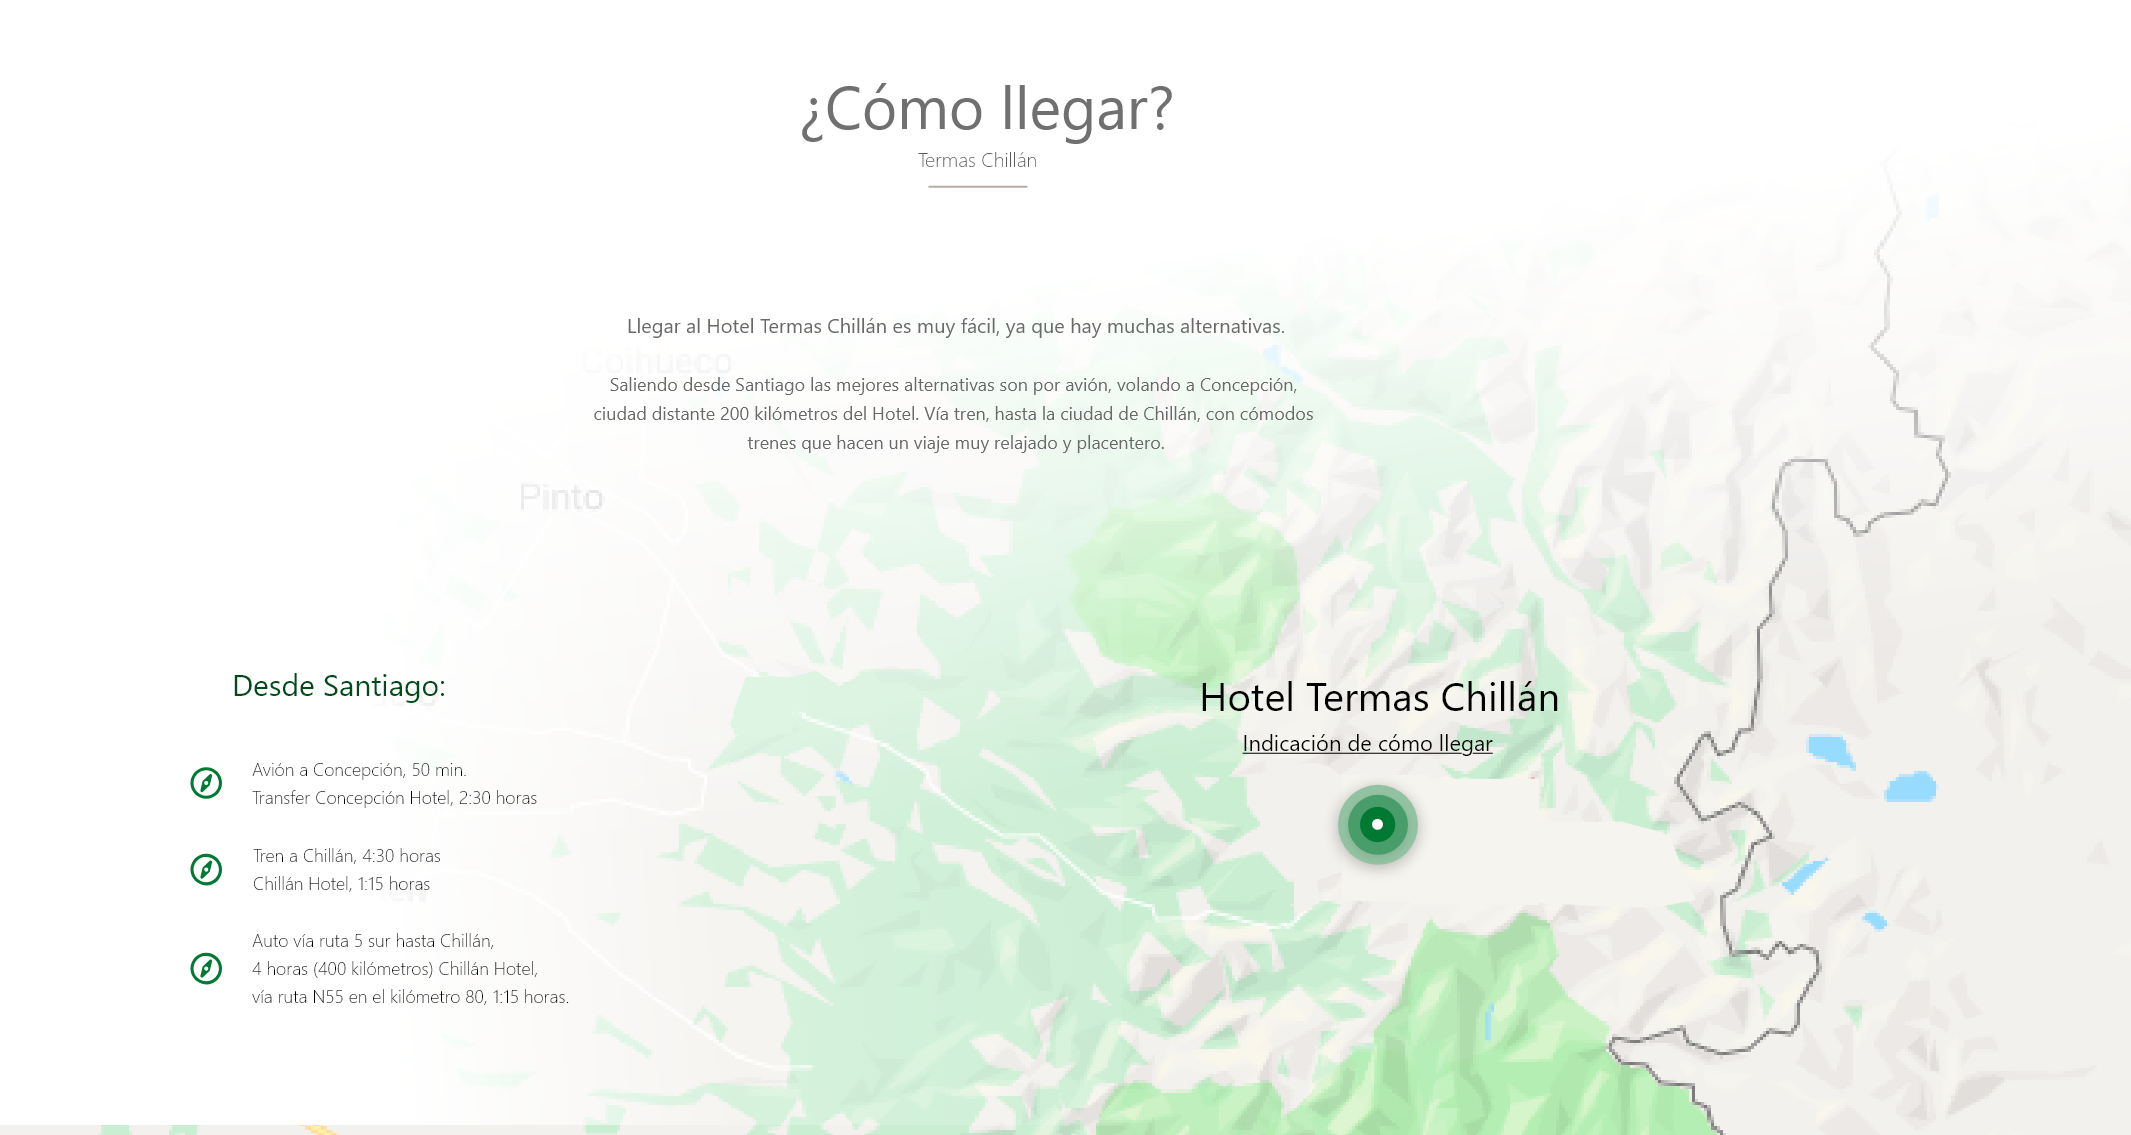 ¿Cómo llegar?
Termas Chillán
Llegar al Hotel Termas Chillán es muy fácil, ya que hay muchas alternativas.
Coihueco
Saliendo desde Santiago las mejores alternativas son por avión, volando a Concepción,
ciudad distante 200 kilómetros del Hotel. Vía tren, hasta la ciudad de Chillán, con cómodos
trenes que hacen un viaje muy relajado y placentero.
Pinto
Desde Santiago:
Avión a Concepción, 50 min.
Transfer Concepción Hotel, 2:30 horas
Tren a Chillán, 4:30 horas
Chillán Hotel, 1:15 horas
Auto vía ruta 5 sur hasta Chillán,
4 horas (400 kilómetros) Chillán Hotel,
vía ruta N55 en el kilómetro 80, 1:15 horas.
Hotel Termas Chillán
Indicación de cómo llegar